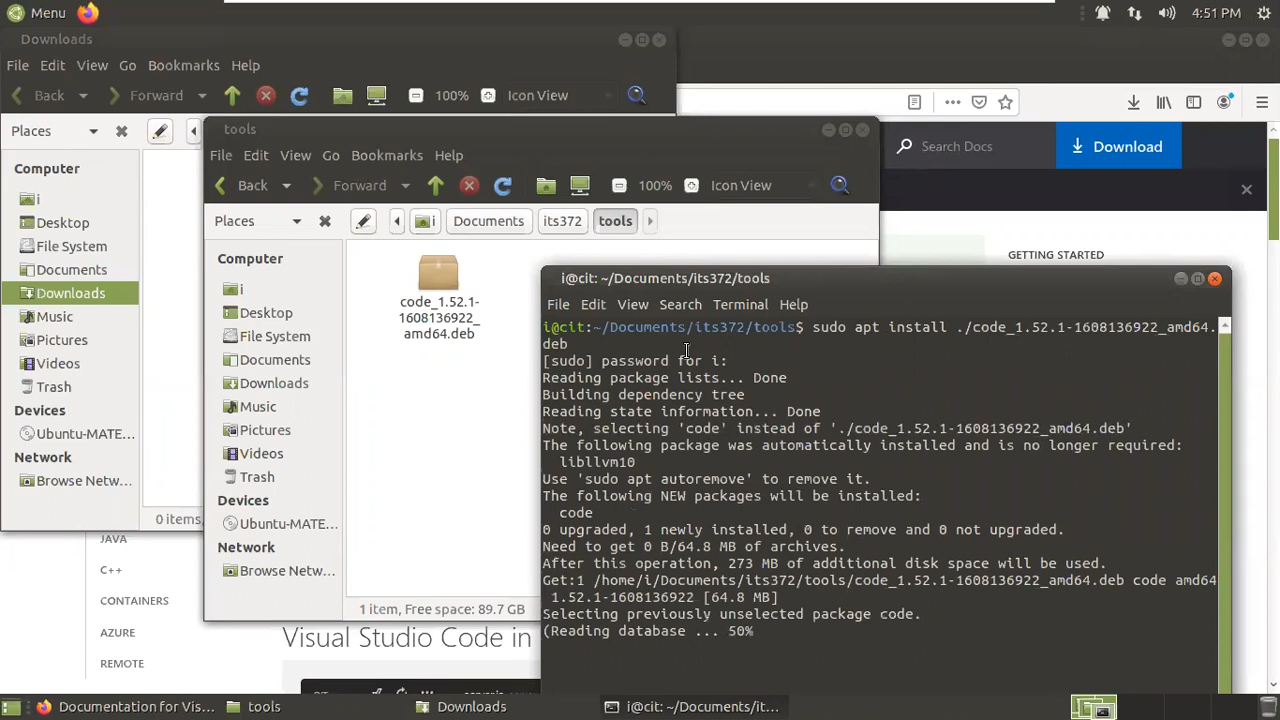 Menu
4:51 PM
Downloads
File Edit View Go Bookmarks Help
Back Forward 100% Icon View
Places
Computer
i
Desktop
File System
Documents
Downloads
Music
Pictures
Videos
Trash
Devices
Ubuntu-MATE...
Network
Browse Netw...
0 items,
tools
File Edit View Go Bookmarks Help
Back Forward 100% Icon View
Places
i Documents its372 tools
Computer
i
Desktop
File System
Documents
Downloads
Music
Pictures
Videos
Trash
Devices
Ubuntu-MATE...
Network
Browse Netw...
code_1.52.1-
1608136922_
amd64.deb
1 item, Free space: 89.7 GB
Search Docs
Download
GETTING STARTED
JAVA
C++
CONTAINERS
AZURE
REMOTE
Visual Studio Code in
i@cit: ~/Documents/its372/tools
File Edit View Search Terminal Help
i@cit:~/Documents/its372/tools$ sudo apt install ./code_1.52.1-1608136922_amd64.
deb
[sudo] password for i:
Reading package lists... Done
Building dependency tree
Reading state information... Done
Note, selecting 'code' instead of './code_1.52.1-1608136922_amd64.deb'
The following package was automatically installed and is no longer required:
libllvm10
Use 'sudo apt autoremove' to remove it.
The following NEW packages will be installed:
code
0 upgraded, 1 newly installed, 0 to remove and 0 not upgraded.
Need to get 0 B/64.8 MB of archives.
After this operation, 273 MB of additional disk space will be used.
Get:1 /home/i/Documents/its372/tools/code_1.52.1-1608136922_amd64.deb code amd64
1.52.1-1608136922 [64.8 MB]
Selecting previously unselected package code.
(Reading database ... 50%
Documentation for Vis...
tools
Downloads
i@cit: ~/Documents/it...